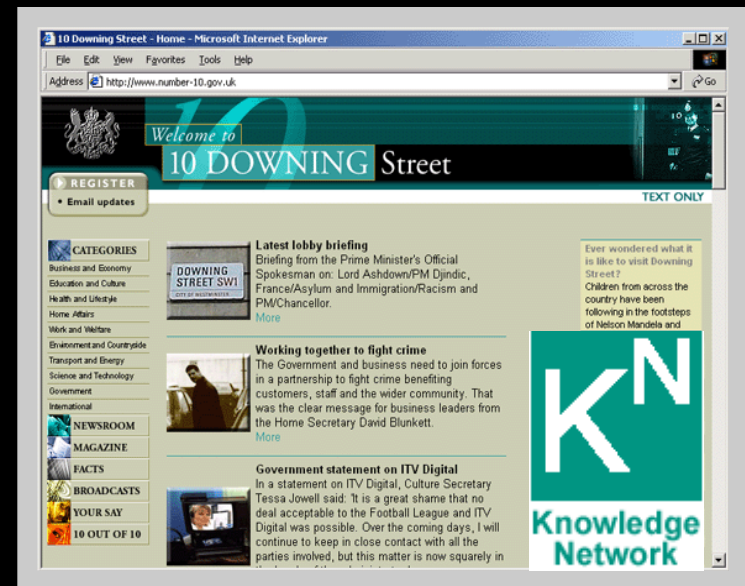 10 Downing Street - Home - Microsoft Internet Explorer
File Edit View Favorites Tools Help
Address http://www.number-10.gov.uk Go
Welcome to
10 DOWNING Street
REGISTER
• Email updates
TEXT ONLY
CATEGORIES
Business and Economy
Education and Culture
Health and Lifestyle
Home Affairs
Work and Welfare
Environment and Countryside
Transport and Energy
Science and Technology
Government
International
NEWSROOM
MAGAZINE
FACTS
BROADCASTS
YOUR SAY
10 OUT OF 10
DOWNING
STREET SW1
CITY OF WESTMINSTER
Latest lobby briefing
Briefing from the Prime Minister's Official
Spokesman on: Lord Ashdown/PM Djindic,
France/Asylum and Immigration/Racism and
PM/Chancellor.
More
Working together to fight crime
The Government and business need to join forces
in a partnership to fight crime benefiting
customers, staff and the wider community. That
was the clear message for business leaders from
the Home Secretary David Blunkett.
More
Government statement on ITV Digital
In a statement on ITV Digital, Culture Secretary
Tessa Jowell said: 'It is a great shame that no
deal acceptable to the Football League and ITV
Digital was possible. Over the coming days, I will
continue to keep in close contact with all the
parties involved, but this matter is now squarely in
Ever wondered what it
is like to visit Downing
Street?
Children from across the
country have been
following in the footsteps
of Nelson Mandela and
KN
Knowledge
Network